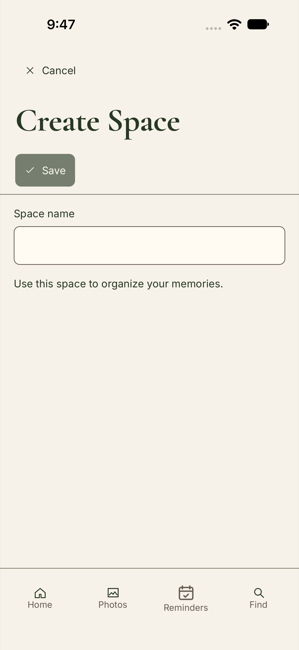 9:47
Cancel
Create Space
Save
Space name
Use this space to organize your memories.
Home
Photos
Reminders
Find